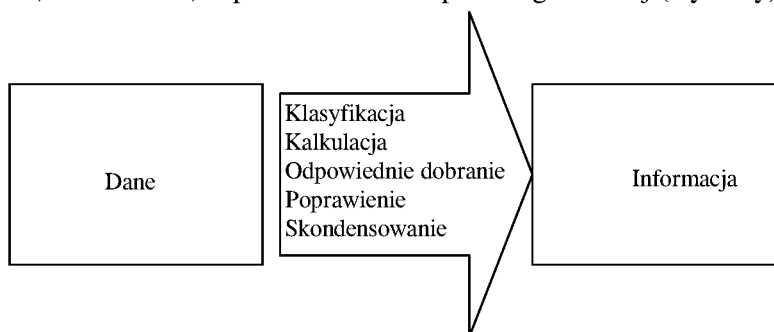 Dane
Klasyfikacja
Kalkulacja
Odpowiednie dobranie
Poprawienie
Skondensowanie
Informacja